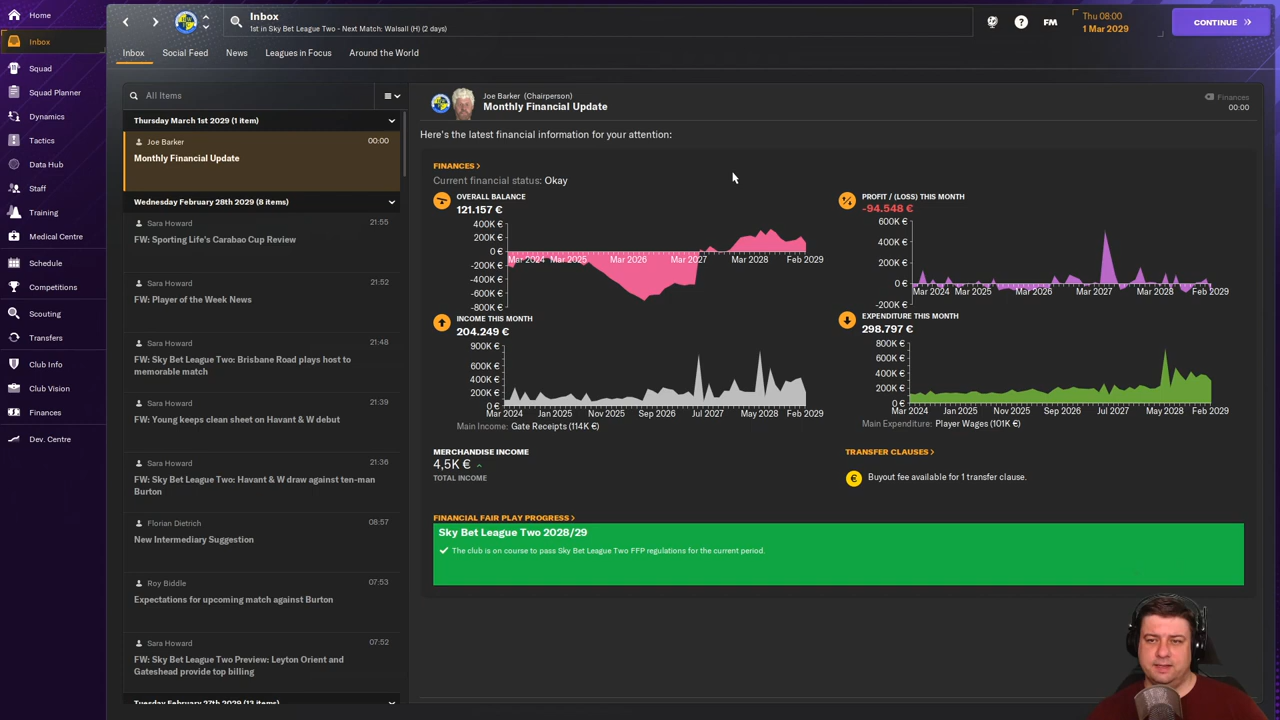 Home
Inbox
Squad
Squad Planner
Dynamics
Tactics
Data Hub
Staff
Training
Medical Centre
Schedule
Competitions
Scouting
Transfers
Club Info
Club Vision
Finances
Dev. Centre
Inbox
1st in Sky Bet League Two - Next Match: Walsall (H) (2 days)
FM
Thu 08:00
1 Mar 2029
CONTINUE
Inbox
Social Feed
News
Leagues in Focus
Around the World
All Items
Thursday March 1st 2029 (1 item)
Joe Barker
00:00
Monthly Financial Update
Wednesday February 28th 2029 (8 items)
Sara Howard
21:55
FW: Sporting Life's Carabao Cup Review
Sara Howard
21:52
FW: Player of the Week News
Sara Howard
21:48
FW: Sky Bet League Two: Brisbane Road plays host to
memorable match
Sara Howard
21:39
FW: Young keeps clean sheet on Havant & W debut
Sara Howard
21:36
FW: Sky Bet League Two: Havant & W draw against ten-man
Burton
Florian Dietrich
08:57
New Intermediary Suggestion
Roy Biddle
07:53
Expectations for upcoming match against Burton
Sara Howard
07:52
FW: Sky Bet League Two Preview: Leyton Orient and
Gateshead provide top billing
Tuesday February 27th 2029 (13 items)
Joe Barker (Chairperson)
Monthly Financial Update
Finances
00:00
Here's the latest financial information for your attention:
FINANCES >
Current financial status: Okay
OVERALL BALANCE
121.157 €
400K €
200K €
0 €
-200K €
-400K €
-600K €
-800K €
Mar 2024
Mar 2025
Mar 2026
Mar 2027
Mar 2028
Feb 2029
PROFIT / (LOSS) THIS MONTH
-94.548 €
600K €
400K €
200K €
0 €
-200K €
Mar 2024
Mar 2025
Mar 2026
Mar 2027
Mar 2028
Feb 2029
INCOME THIS MONTH
204.249 €
900K €
600K €
400K €
200K €
0 €
Mar 2024
Jan 2025
Nov 2025
Sep 2026
Jul 2027
May 2028
Feb 2029
Main Income: Gate Receipts (114K €)
EXPENDITURE THIS MONTH
298.797 €
800K €
600K €
400K €
200K €
0 €
Mar 2024
Jan 2025
Nov 2025
Sep 2026
Jul 2027
May 2028
Feb 2029
Main Expenditure: Player Wages (101K €)
MERCHANDISE INCOME
4,5K €
TOTAL INCOME
TRANSFER CLAUSES >
€
Buyout fee available for 1 transfer clause.
FINANCIAL FAIR PLAY PROGRESS >
Sky Bet League Two 2028/29
The club is on course to pass Sky Bet League Two FFP regulations for the current period.